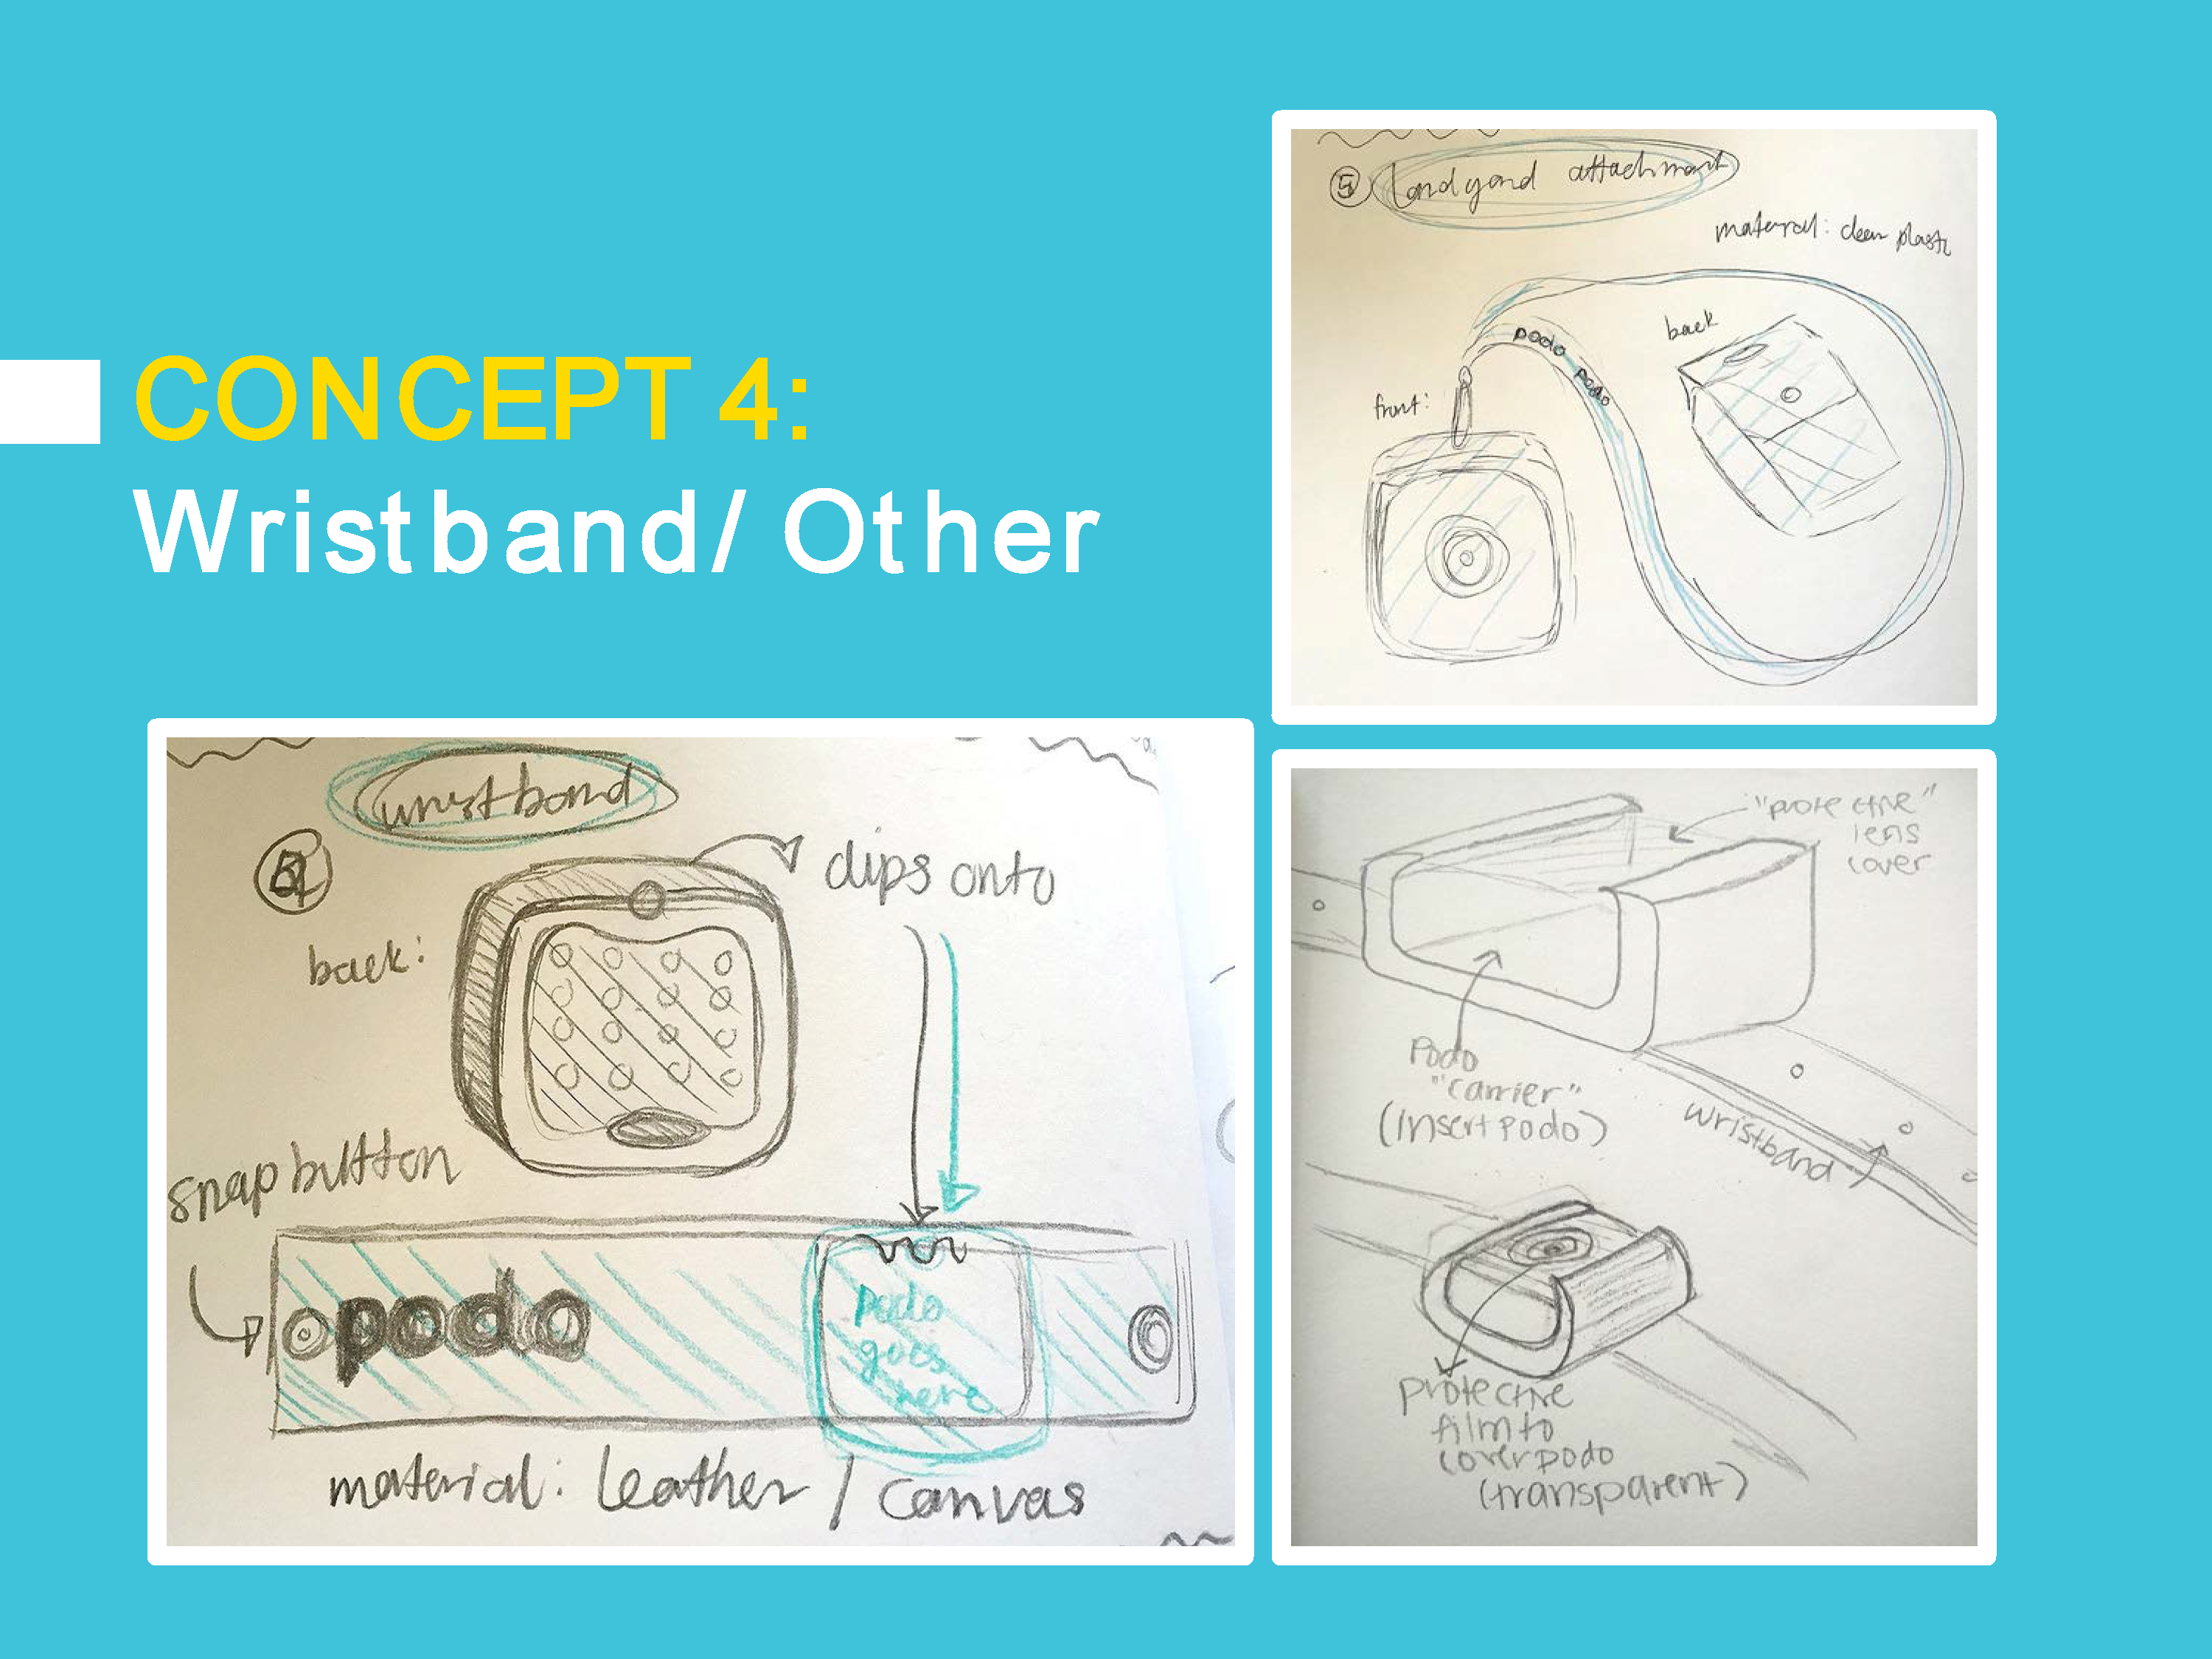 CONCEPT 4:
Wristband/ Other
5 Landyand attachment
material: clear plastic
podo
podo
back
front:
wristband
clips onto
back:
snap button
podo
podo
goes
here
material: leather / canvas
"protective"
lens
cover
Podo
"carrier"
(insert podo)
wristband
protective
film to
cover podo
(transparent)